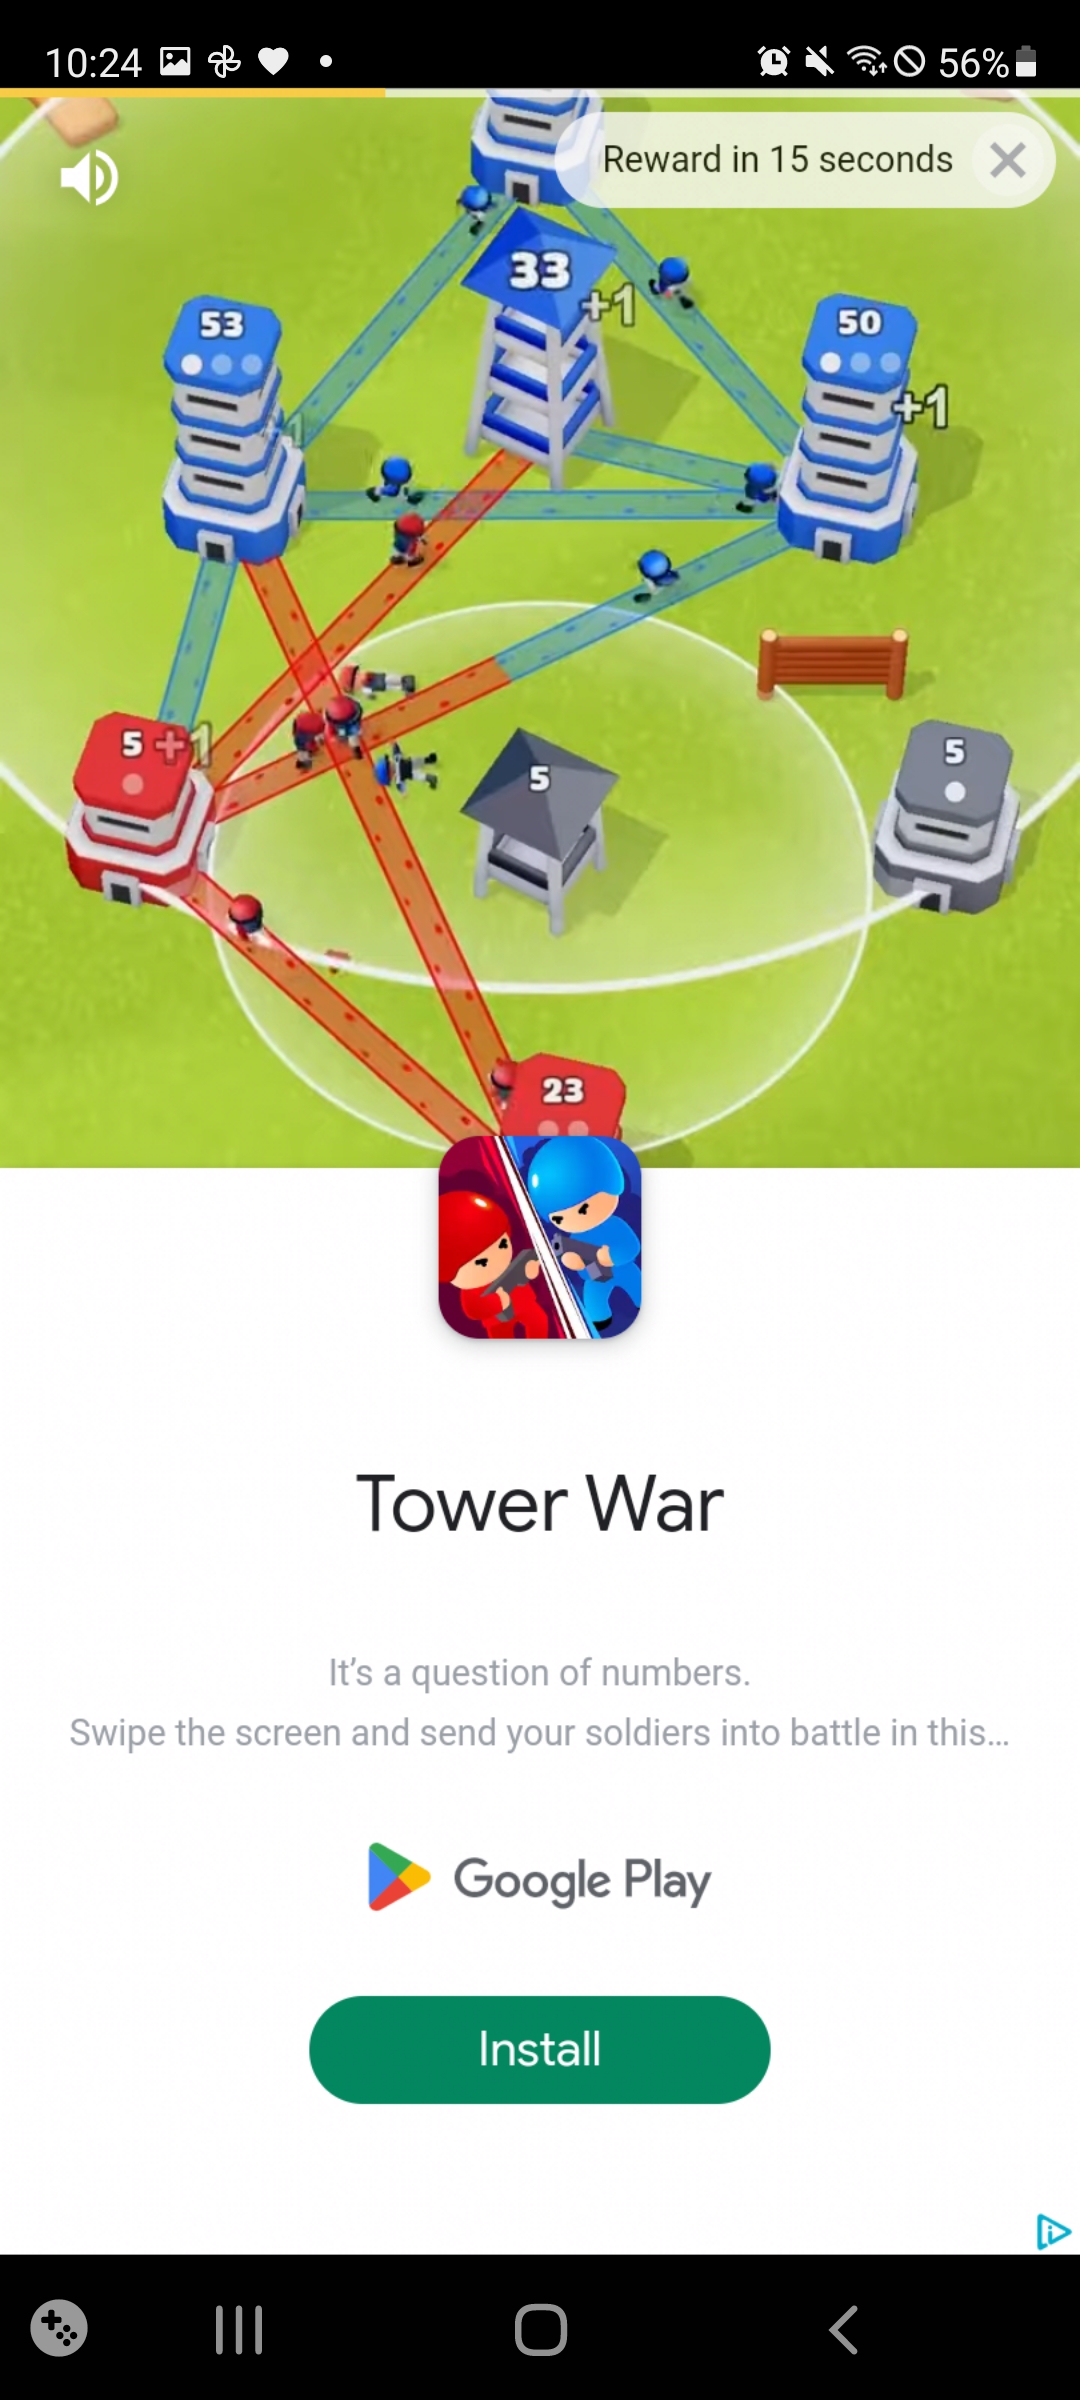 10:24
56%
Reward in 15 seconds
33
+1
53
50
+1
+1
5 +1
5
5
23
Tower War
It's a question of numbers.
Swipe the screen and send your soldiers into battle in this...
Google Play
Install